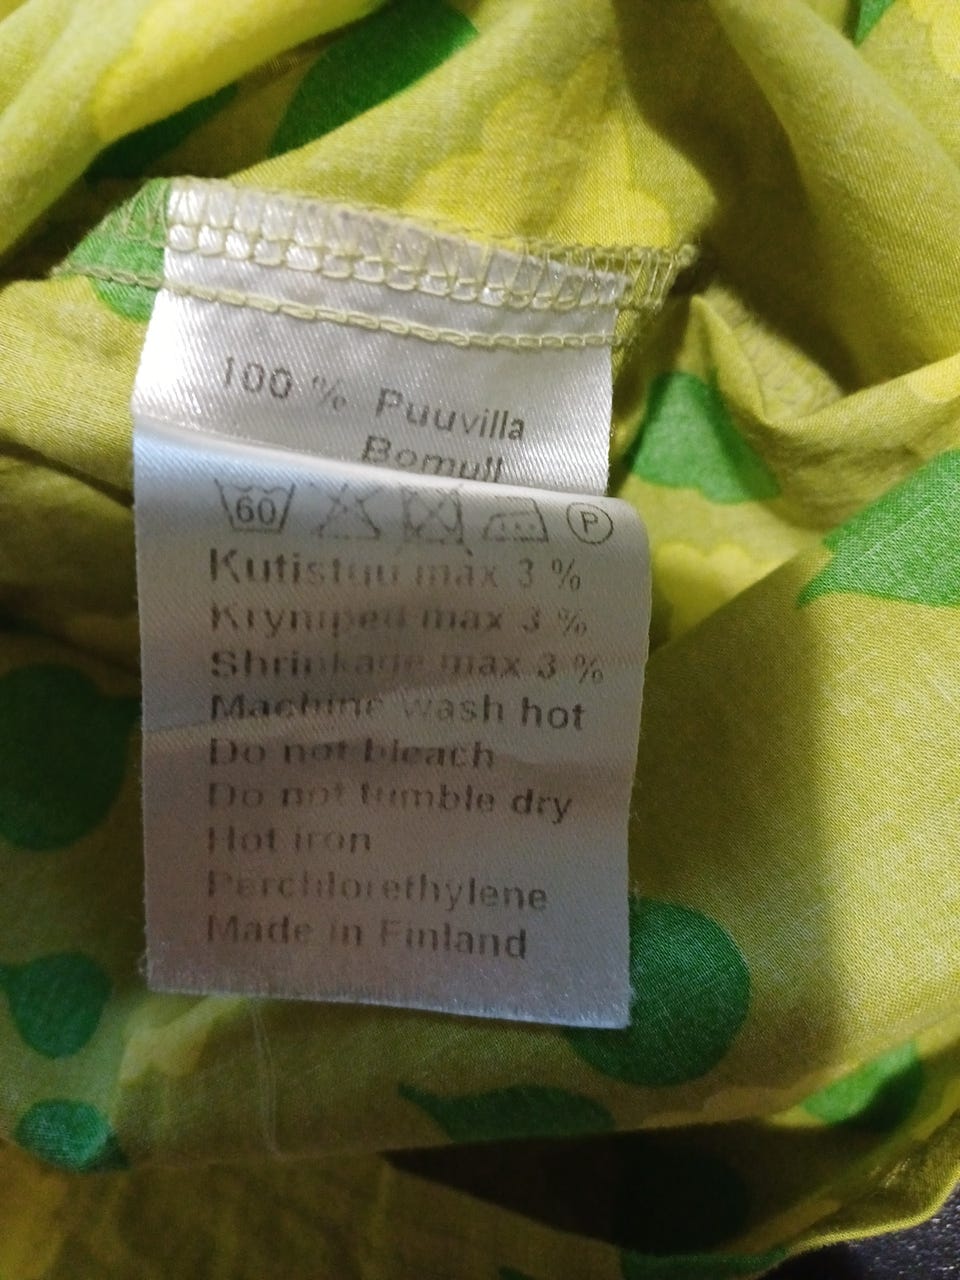 100 % Puuvilla
Bomull
60 P
Kutistuu max 3 %
Krymper max 3 %
Shrinkage max 3 %
Machine wash hot
Do not bleach
Do not tumble dry
Hot iron
Perchlorethylene
Made in Finland